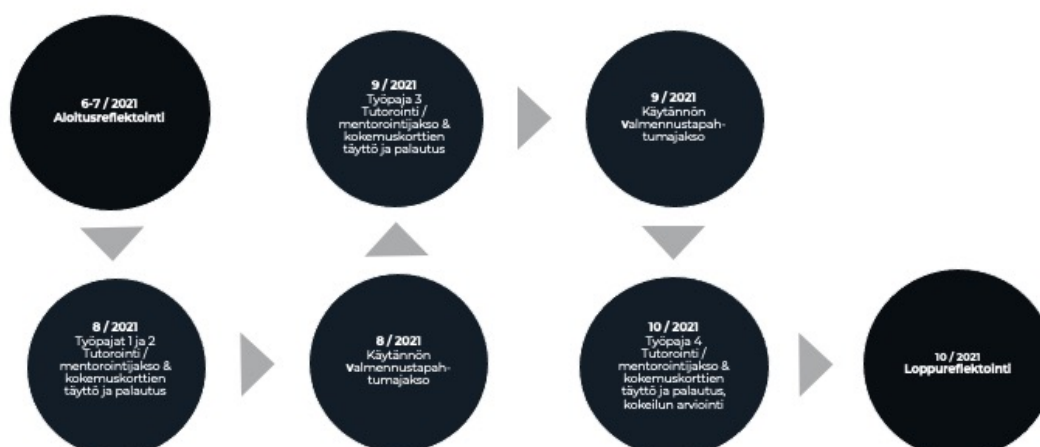 6-7 / 2021
Aloitusreflektointi
8 / 2021
Työpajat 1 ja 2
Tutorointi /
mentorointijakso &
kokemuskorttien
täyttö ja palautus
8 / 2021
Käytännön
Valmennustapah-
tumajakso
9 / 2021
Työpaja 3
Tutorointi /
mentorointijakso &
kokemuskorttien
täyttö ja palautus
9 / 2021
Käytännön
Valmennustapah-
tumajakso
10 / 2021
Työpaja 4
Tutorointi /
mentorointijakso &
kokemuskorttien
täyttö ja palautus,
kokeilun arviointi
10 / 2021
Loppureflektointi